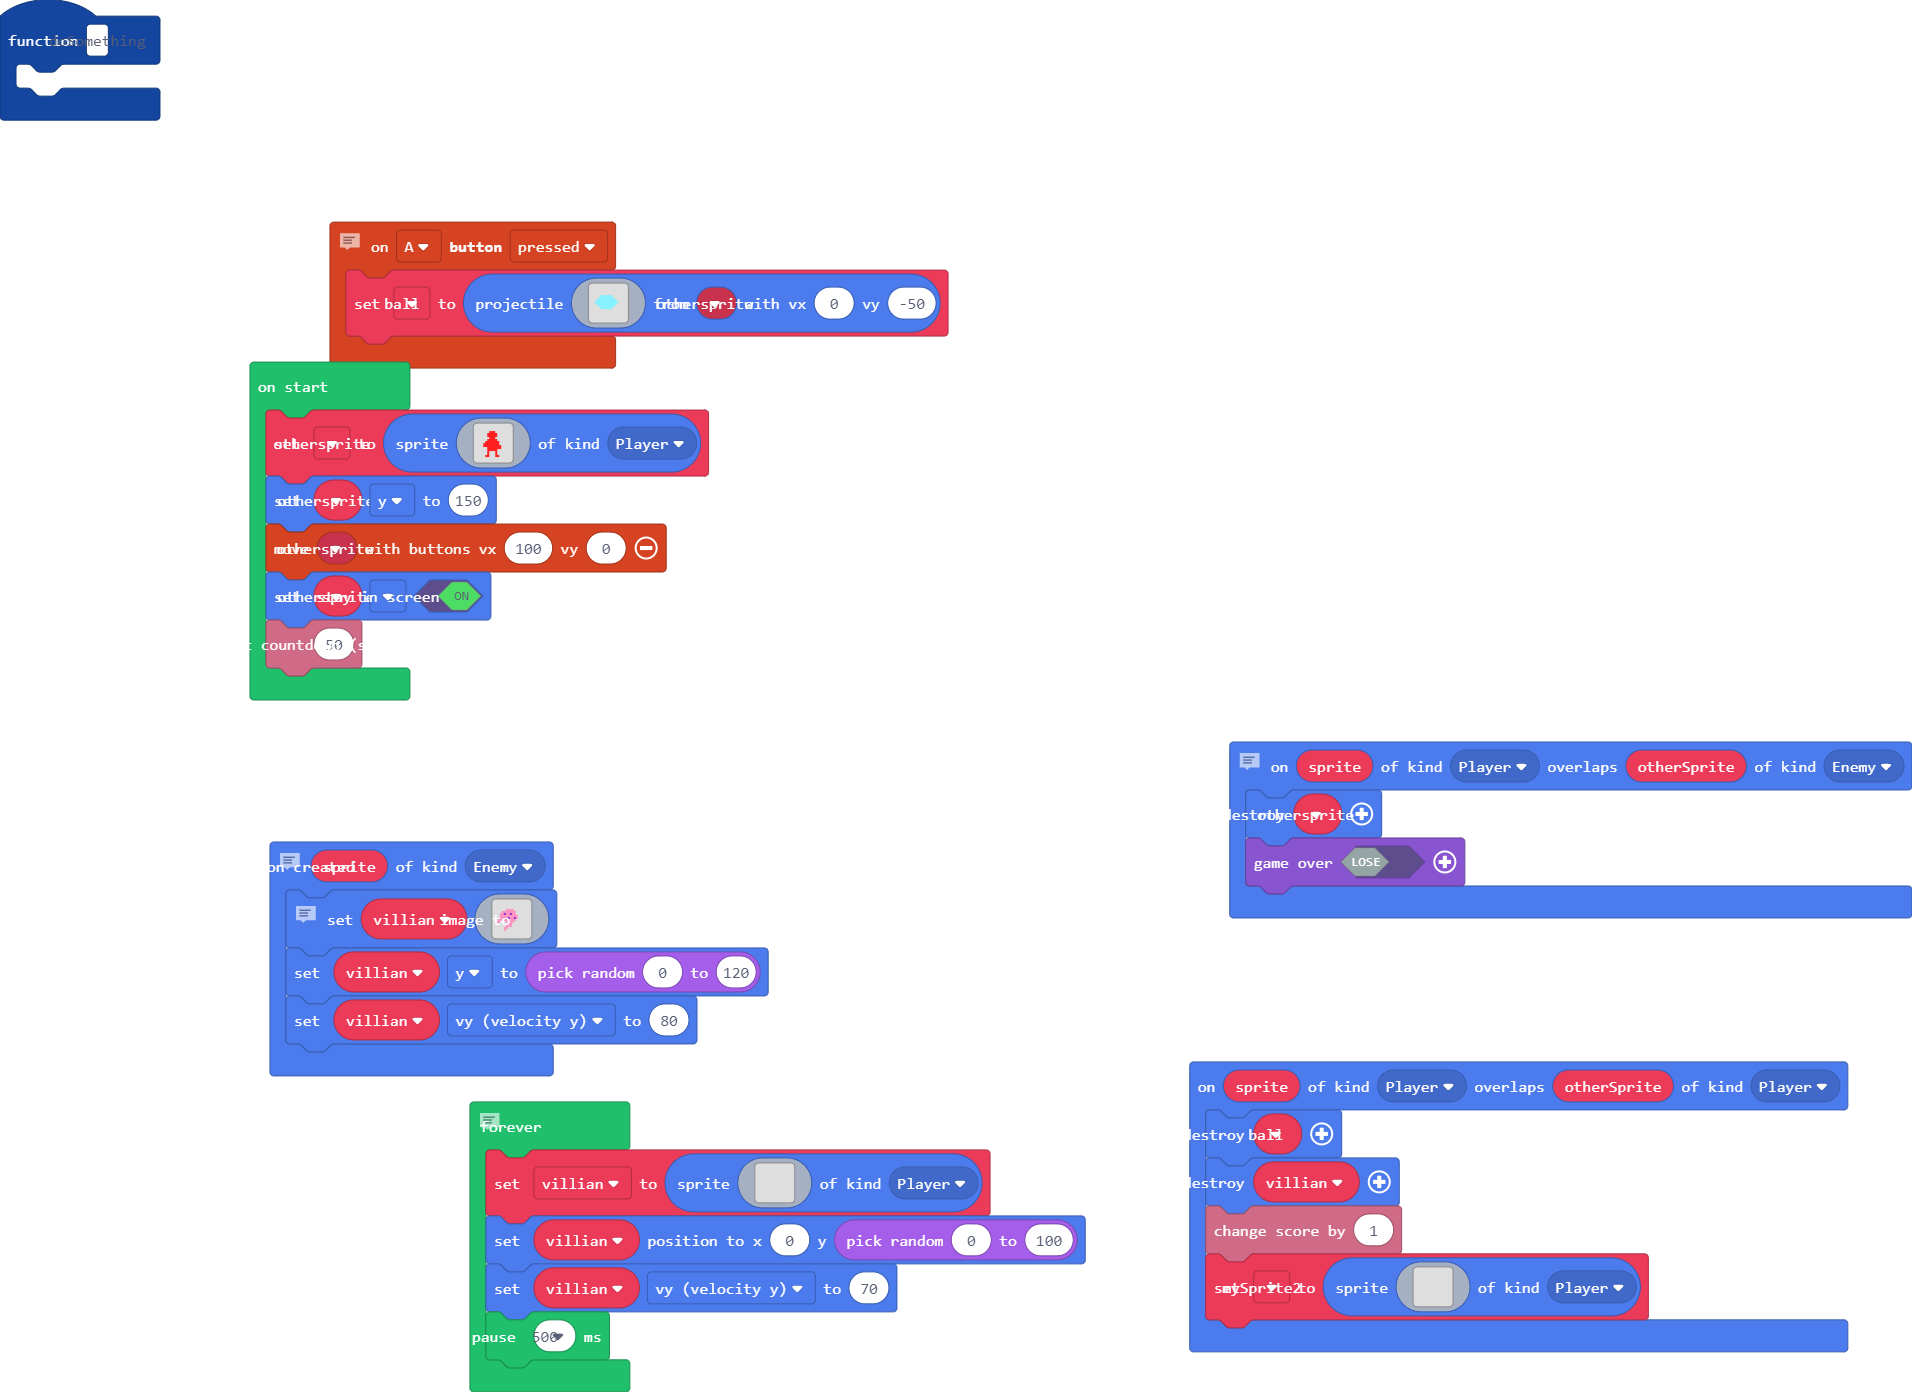 function doSomething
on A button pressed
set ball to projectile from othersprite with vx 0 vy -50
on start
set othersprite to sprite of kind Player
set othersprite y to 150
move othersprite with buttons vx 100 vy 0
set othersprite stay in screen ON
countdown (s 50
on sprite of kind Player overlaps otherSprite of kind Enemy
destroy othersprite
game over LOSE
on created sprite of kind Enemy
set villian image to
set villian y to pick random 0 to 120
set villian vy (velocity y) to 80
on sprite of kind Player overlaps otherSprite of kind Player
destroy ball
destroy villian
change score by 1
set mySprite2 to sprite of kind Player
forever
set villian to sprite of kind Player
set villian position to x 0 y pick random 0 to 100
set villian vy (velocity y) to 70
pause 500 ms